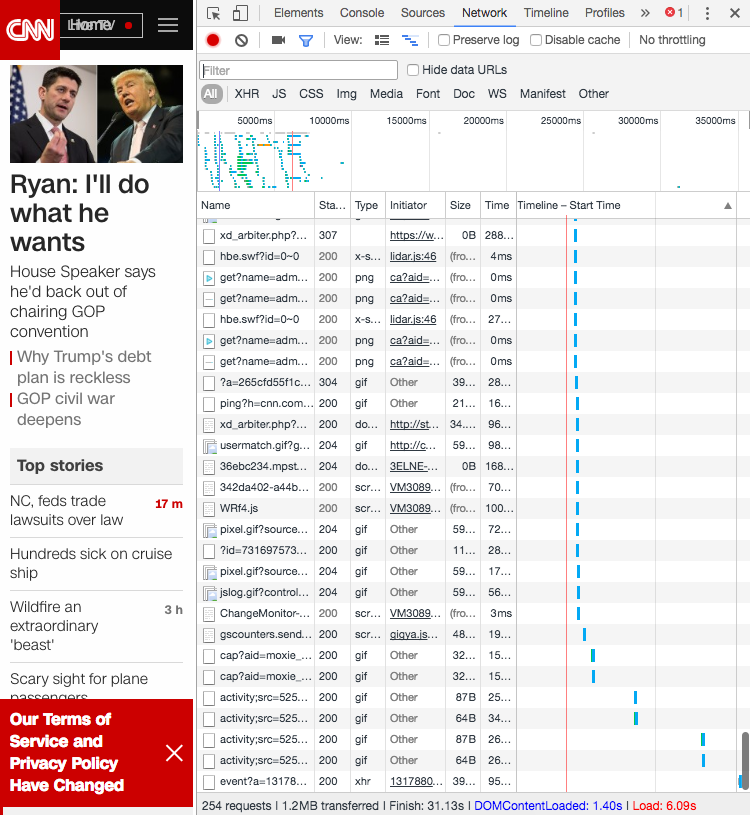 CNN
Home
Live TV
Ryan: I'll do
what he
wants
House Speaker says
he'd back out of
chairing GOP
convention
Why Trump's debt
plan is reckless
GOP civil war
deepens
Top stories
NC, feds trade 17 m
lawsuits over law
Hundreds sick on cruise
ship
Wildfire an 3 h
extraordinary
'beast'
Scary sight for plane
passengers
Our Terms of
Service and
Privacy Policy
Have Changed
Elements Console Sources Network Timeline Profiles » 1
View: Preserve log Disable cache No throttling
Filter Hide data URLs
All XHR JS CSS Img Media Font Doc WS Manifest Other
5000ms 10000ms 15000ms 20000ms 25000ms 30000ms 35000ms
Name Sta... Type Initiator Size Time Timeline – Start Time
xd_arbiter.php?... 307 https://w... 0B 288...
hbe.swf?id=0~0 200 x-s... lidar.js:46 (fro... 4ms
get?name=adm... 200 png ca?aid=... (fro... 0ms
get?name=adm... 200 png ca?aid=... (fro... 0ms
hbe.swf?id=0~0 200 x-s... lidar.js:46 (fro... 27...
get?name=adm... 200 png ca?aid=... (fro... 0ms
get?name=adm... 200 png ca?aid=... (fro... 0ms
?a=265cfd55f1c... 304 gif Other 39... 28...
ping?h=cnn.com... 200 gif Other 21... 16...
xd_arbiter.php?... 200 do... http://st... 34.... 96...
usermatch.gif?g... 204 gif http://c... 59... 98...
36ebc234.mpst... 204 do... 3ELNE-... 0B 168...
342da402-a44b... 200 scr... VM3089... (fro... 70...
WRf4.js 200 scr... VM3089... (fro... 100...
pixel.gif?source... 204 gif Other 59... 72...
?id=731697573... 200 gif Other 11... 28...
pixel.gif?source... 204 gif Other 59... 17...
jslog.gif?control... 204 gif Other 59... 56...
ChangeMonitor-... 200 scr... VM3089... (fro... 3ms
gscounters.send... 200 scr... gigya.js... 48... 19...
cap?aid=moxie_... 200 gif Other 32... 15...
cap?aid=moxie_... 200 gif Other 32... 15...
activity;src=525... 200 gif Other 87B 25...
activity;src=525... 200 gif Other 64B 34...
activity;src=525... 200 gif Other 87B 26...
activity;src=525... 200 gif Other 64B 26...
event?a=13178... 200 xhr 1317880... 39... 95...
254 requests | 1.2MB transferred | Finish: 31.13s | DOMContentLoaded: 1.40s | Load: 6.09s